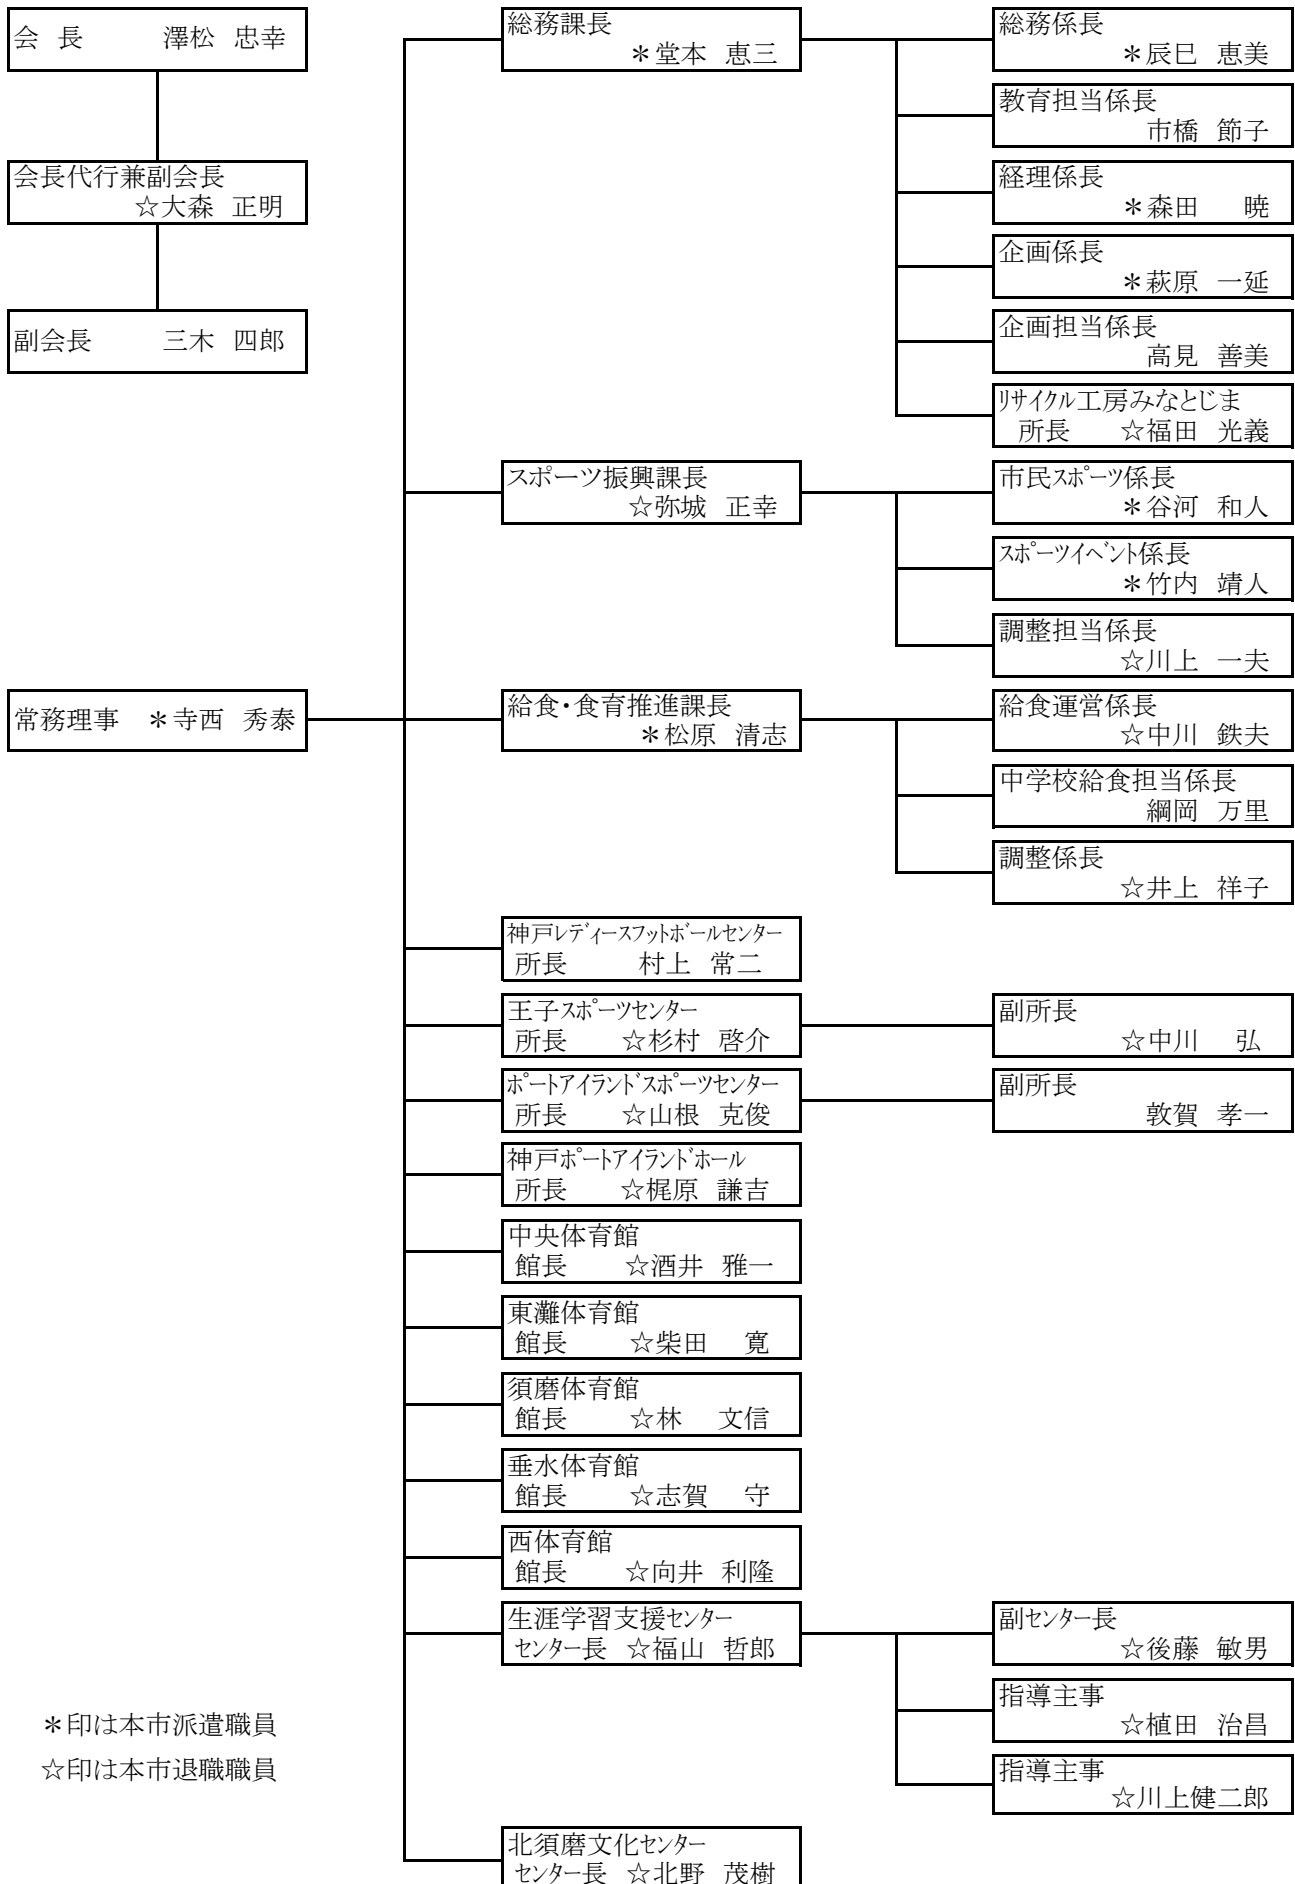 会 長 澤松 忠幸
会長代行兼副会長
☆大森 正明
副会長 三木 四郎
常務理事 ＊寺西 秀泰
総務課長
＊堂本 恵三
総務係長
＊辰巳 恵美
教育担当係長
市橋 節子
経理係長
＊森田 暁
企画係長
＊萩原 一延
企画担当係長
高見 善美
ﾘｻｲｸﾙ工房みなとじま
所長 ☆福田 光義
スポーツ振興課長
☆弥城 正幸
市民ｽﾎﾟｰﾂ係長
＊谷河 和人
ｽﾎﾟｰﾂｲﾍﾞﾝﾄ係長
＊竹内 靖人
調整担当係長
☆川上 一夫
給食・食育推進課長
＊松原 清志
給食運営係長
☆中川 鉄夫
中学校給食担当係長
綱岡 万里
調整係長
☆井上 祥子
神戸ﾚﾃﾞｨｰｽﾌｯﾄﾎﾞｰﾙｾﾝﾀｰ
所長 村上 常二
王子ｽﾎﾟｰﾂｾﾝﾀｰ
所長 ☆杉村 啓介
副所長
☆中川 弘
ﾎﾟｰﾄｱｲﾗﾝﾄﾞｽﾎﾟｰﾂｾﾝﾀｰ
所長 ☆山根 克俊
副所長
敦賀 孝一
神戸ﾎﾟｰﾄｱｲﾗﾝﾄﾞﾎｰﾙ
所長 ☆梶原 謙吉
中央体育館
館長 ☆酒井 雅一
東灘体育館
館長 ☆柴田 寛
須磨体育館
館長 ☆林 文信
垂水体育館
館長 ☆志賀 守
西体育館
館長 ☆向井 利隆
生涯学習支援ｾﾝﾀｰ
ｾﾝﾀｰ長 ☆福山 哲郎
副ｾﾝﾀｰ長
☆後藤 敏男
指導主事
☆植田 治昌
指導主事
☆川上健二郎
北須磨文化ｾﾝﾀｰ
ｾﾝﾀｰ長 ☆北野 茂樹
＊印は本市派遣職員
☆印は本市退職職員